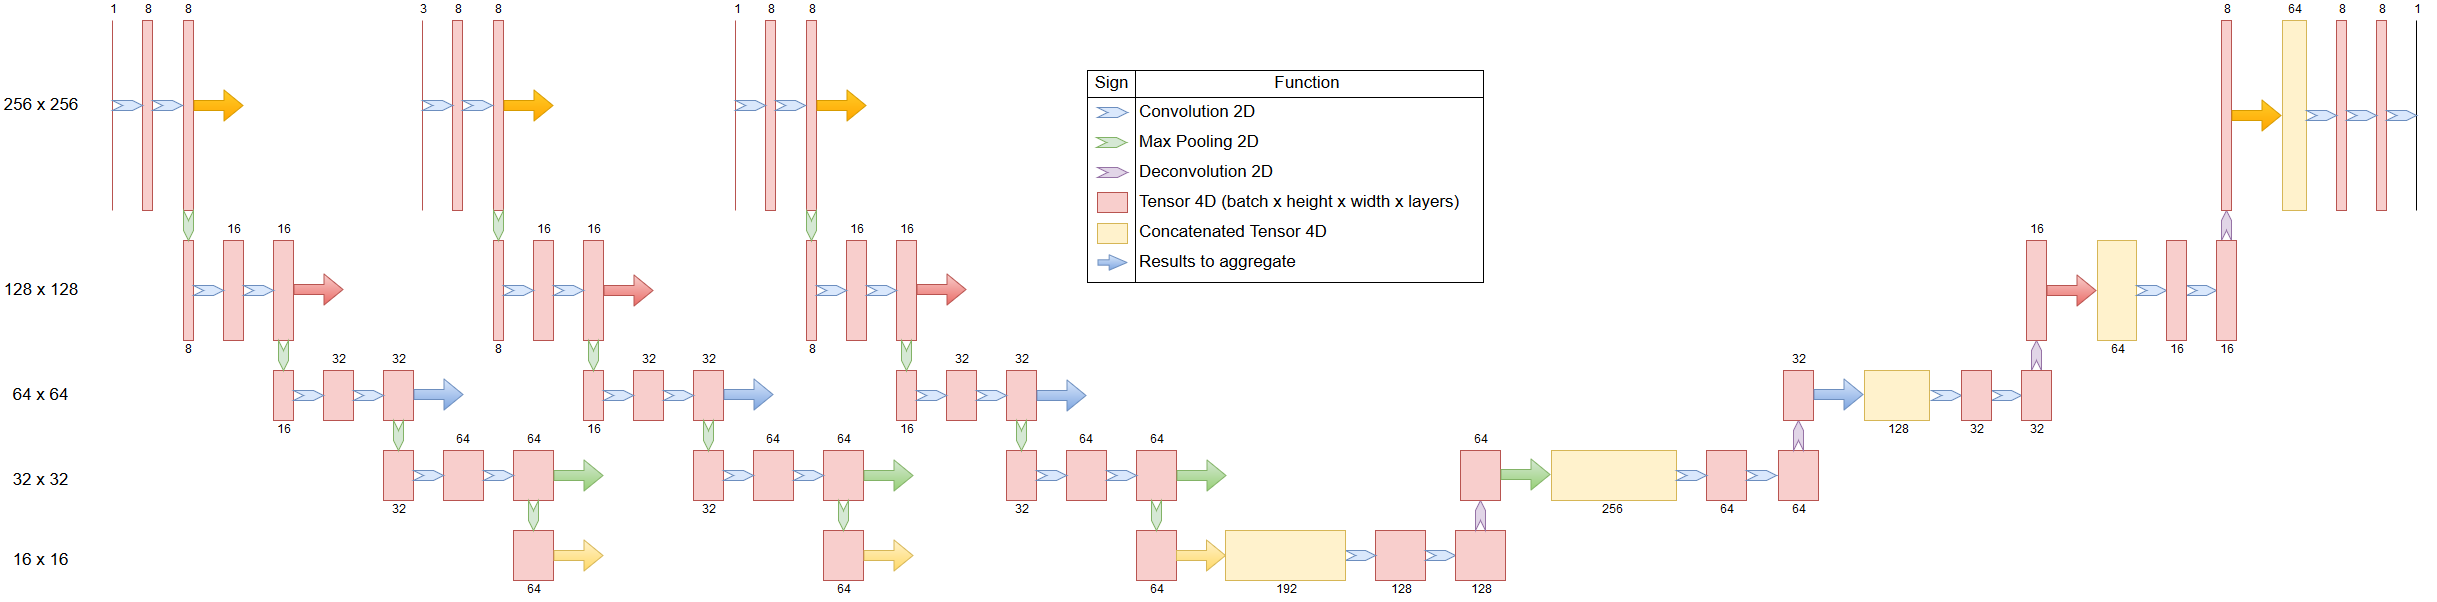 1 8 8 3 8 8 1 8 8 8 64 8 8 1
Sign Function
256 x 256
Convolution 2D
Max Pooling 2D
Deconvolution 2D
Tensor 4D (batch x height x width x layers)
Concatenated Tensor 4D
Results to aggregate
16 16 16 16 16 16 16
128 x 128
8 8 8 64 16 16
32 32 32 32 32 32 32
64 x 64
16 16 16 128 32 32
64 64 64 64 64 64 64
32 x 32
32 32 32 256 64 64
16 x 16
64 64 64 192 128 128